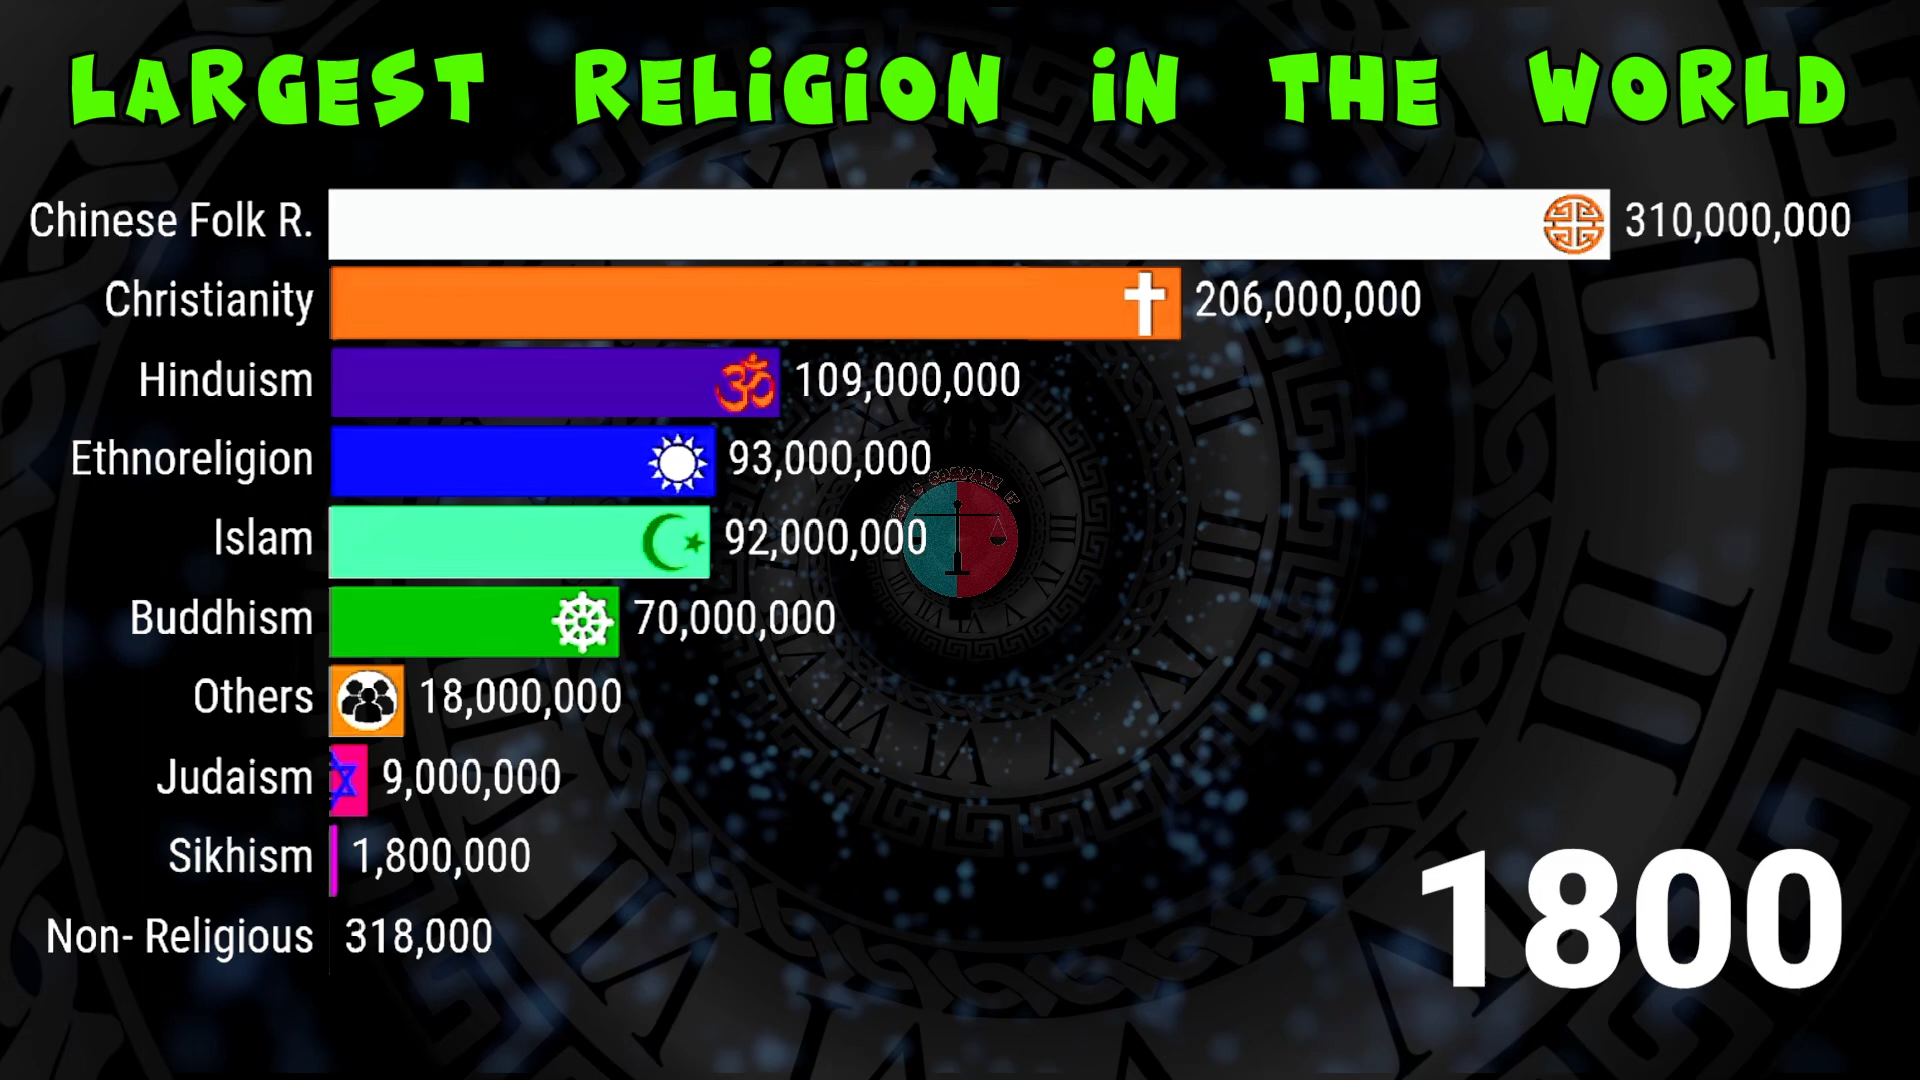 LARGEST RELiGiON iN THE WORLD
Chinese Folk R. 310,000,000
Christianity 206,000,000
Hinduism 109,000,000
Ethnoreligion 93,000,000
Islam 92,000,000
Buddhism 70,000,000
Others 18,000,000
Judaism 9,000,000
Sikhism 1,800,000
Non- Religious 318,000
1800